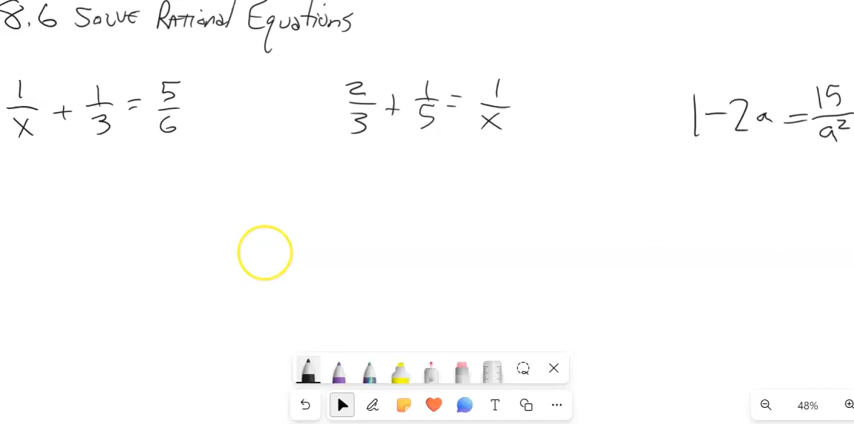 8.6 Solve Rational Equations
1/x + 1/3 = 5/6
2/3 + 1/5 = 1/x
1 - 2a = 15/a²
T
48%